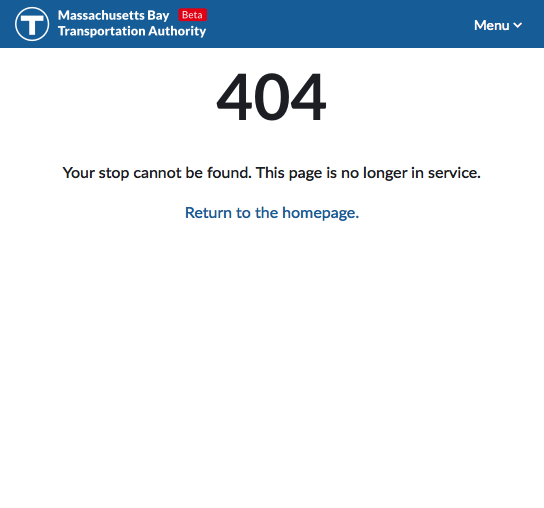 T
Massachusetts Bay Beta
Transportation Authority
Menu
404
Your stop cannot be found. This page is no longer in service.
Return to the homepage.